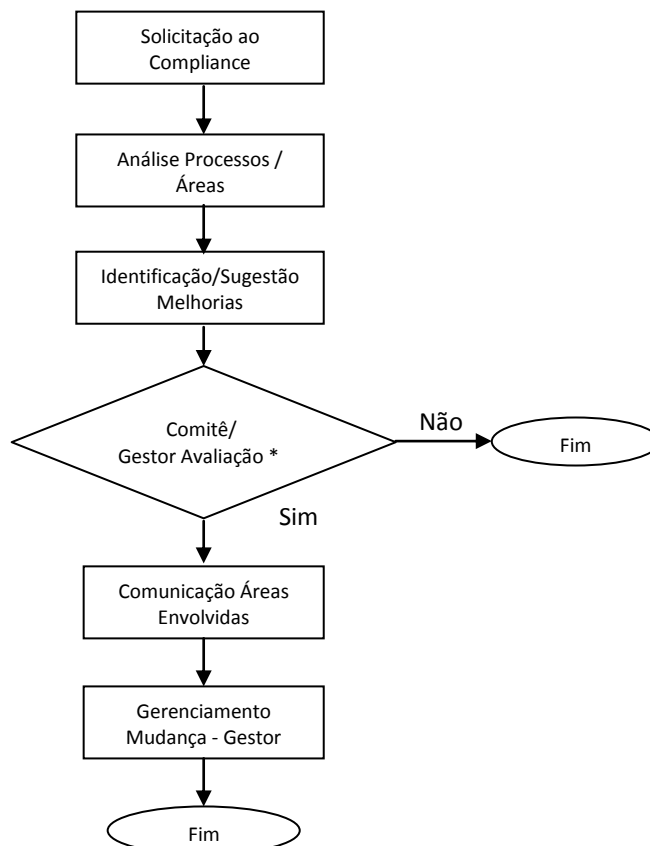 Solicitação ao
Compliance
Análise Processos /
Áreas
Identificação/Sugestão
Melhorias
Comitê/
Gestor Avaliação *
Não
Fim
Sim
Comunicação Áreas
Envolvidas
Gerenciamento
Mudança - Gestor
Fim